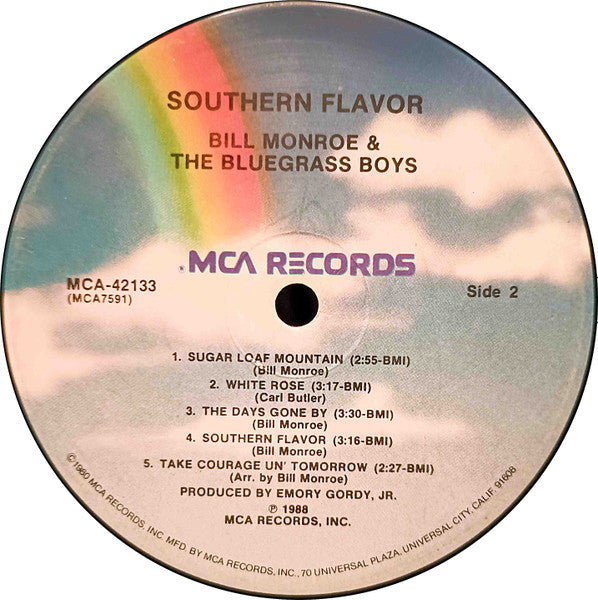 SOUTHERN FLAVOR
BILL MONROE &
THE BLUEGRASS BOYS
MCA RECORDS
MCA-42133
(MCA7591)
Side 2
1. SUGAR LOAF MOUNTAIN (2:55-BMI)
(Bill Monroe)
2. WHITE ROSE (3:17-BMI)
(Carl Butler)
3. THE DAYS GONE BY (3:30-BMI)
(Bill Monroe)
4. SOUTHERN FLAVOR (3:16-BMI)
(Bill Monroe)
5. TAKE COURAGE UN' TOMORROW (2:27-BMI)
(Arr. by Bill Monroe)
PRODUCED BY EMORY GORDY, JR.
℗ 1988
MCA RECORDS, INC.
©1980 MCA RECORDS, INC. MFD. BY MCA RECORDS, INC., 70 UNIVERSAL PLAZA, UNIVERSAL CITY, CALIF. 91608